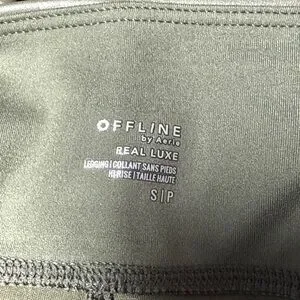 OFFLINE
by Aerie
REAL LUXE
LEGGING | COLLANT SANS PIEDS
HI RISE | TAILLE HAUTE
S | P